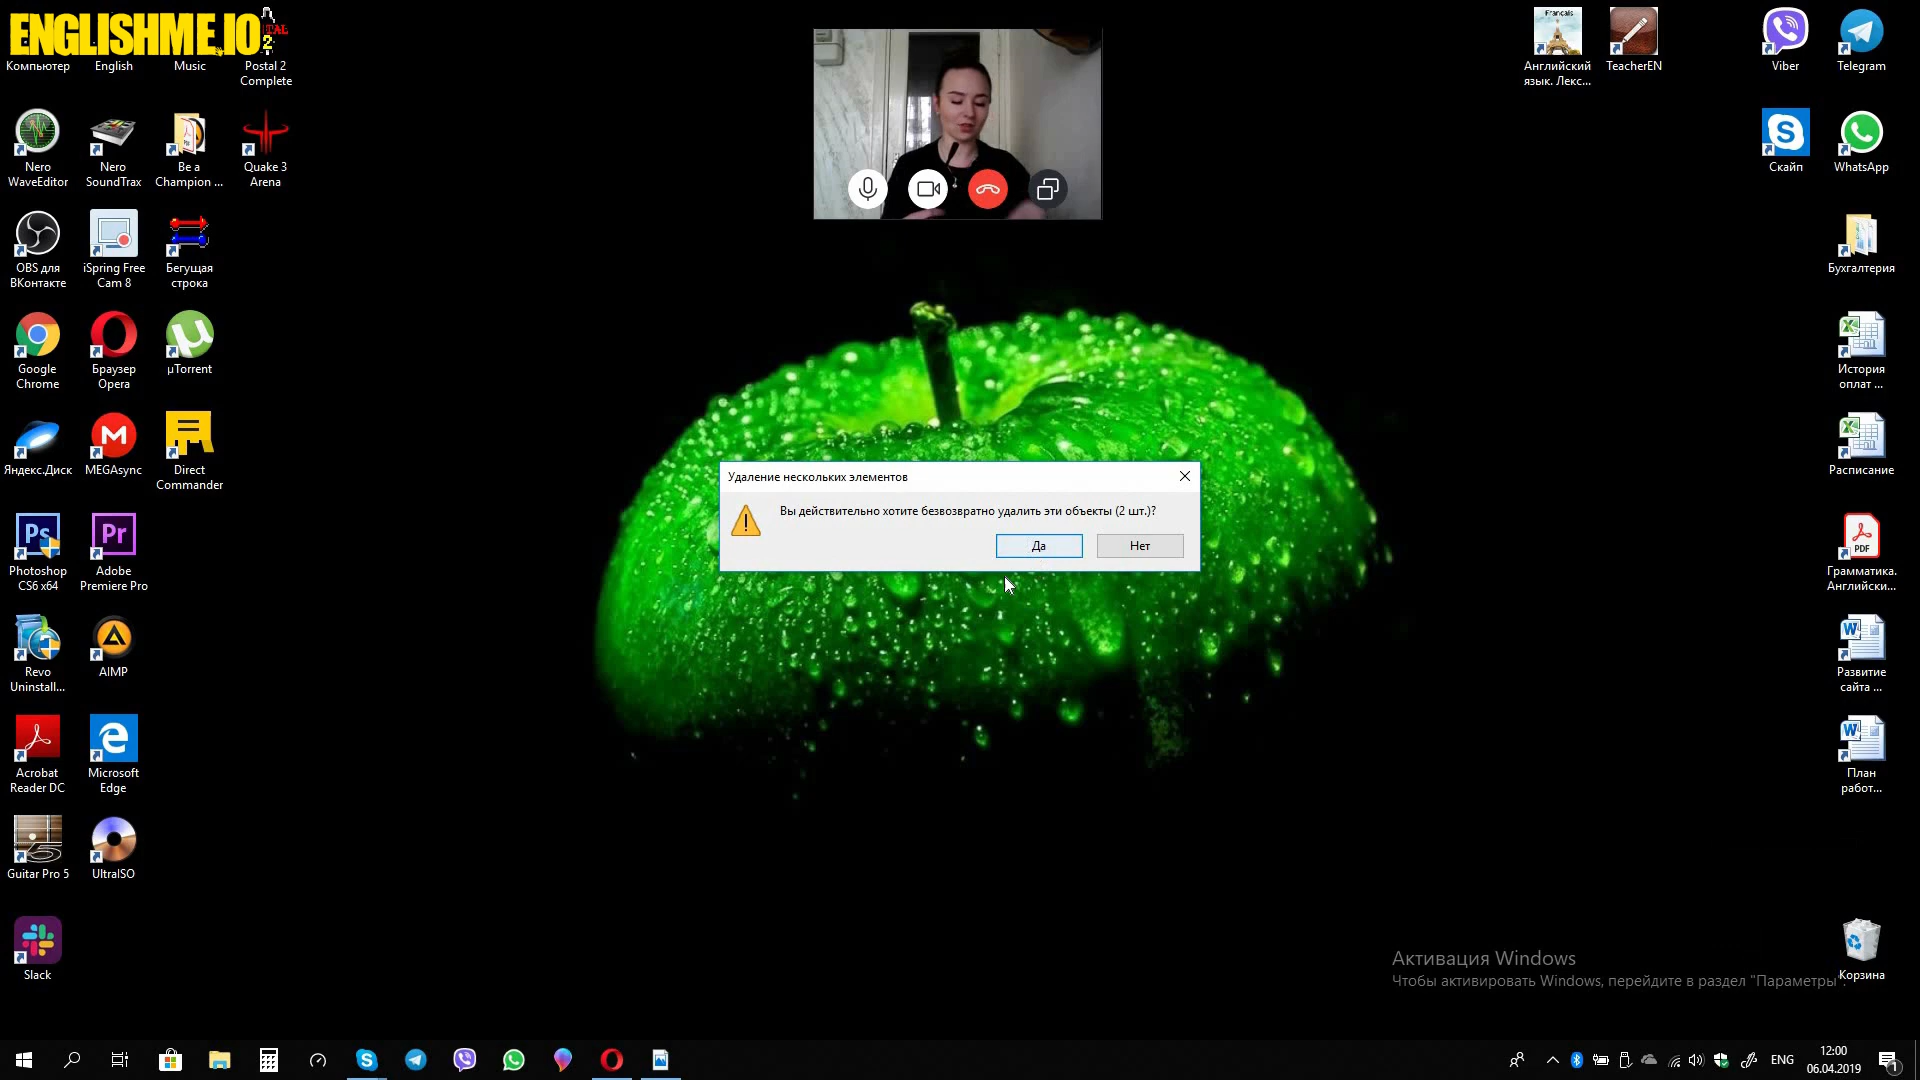 ENGLISHME.IO
Компьютер
English
Music
Postal 2
Complete
Английский
язык. Лекс...
TeacherEN
Viber
Telegram
Nero
WaveEditor
Nero
SoundTrax
Be a
Champion ...
Quake 3
Arena
Скайп
WhatsApp
OBS для
ВКонтакте
iSpring Free
Cam 8
Бегущая
строка
Бухгалтерия
Google
Chrome
Браузер
Opera
µTorrent
История
оплат ...
Яндекс.Диск
MEGAsync
Direct
Commander
Расписание
Удаление нескольких элементов
Вы действительно хотите безвозвратно удалить эти объекты (2 шт.)?
Да
Нет
Photoshop
CS6 x64
Adobe
Premiere Pro
Грамматика.
Английски...
Revo
Uninstall...
AIMP
Развитие
сайта ...
Acrobat
Reader DC
Microsoft
Edge
План
работ...
Guitar Pro 5
UltraISO
Slack
Корзина
Активация Windows
Чтобы активировать Windows, перейдите в раздел "Параметры".
ENG
12:00
06.04.2019
1